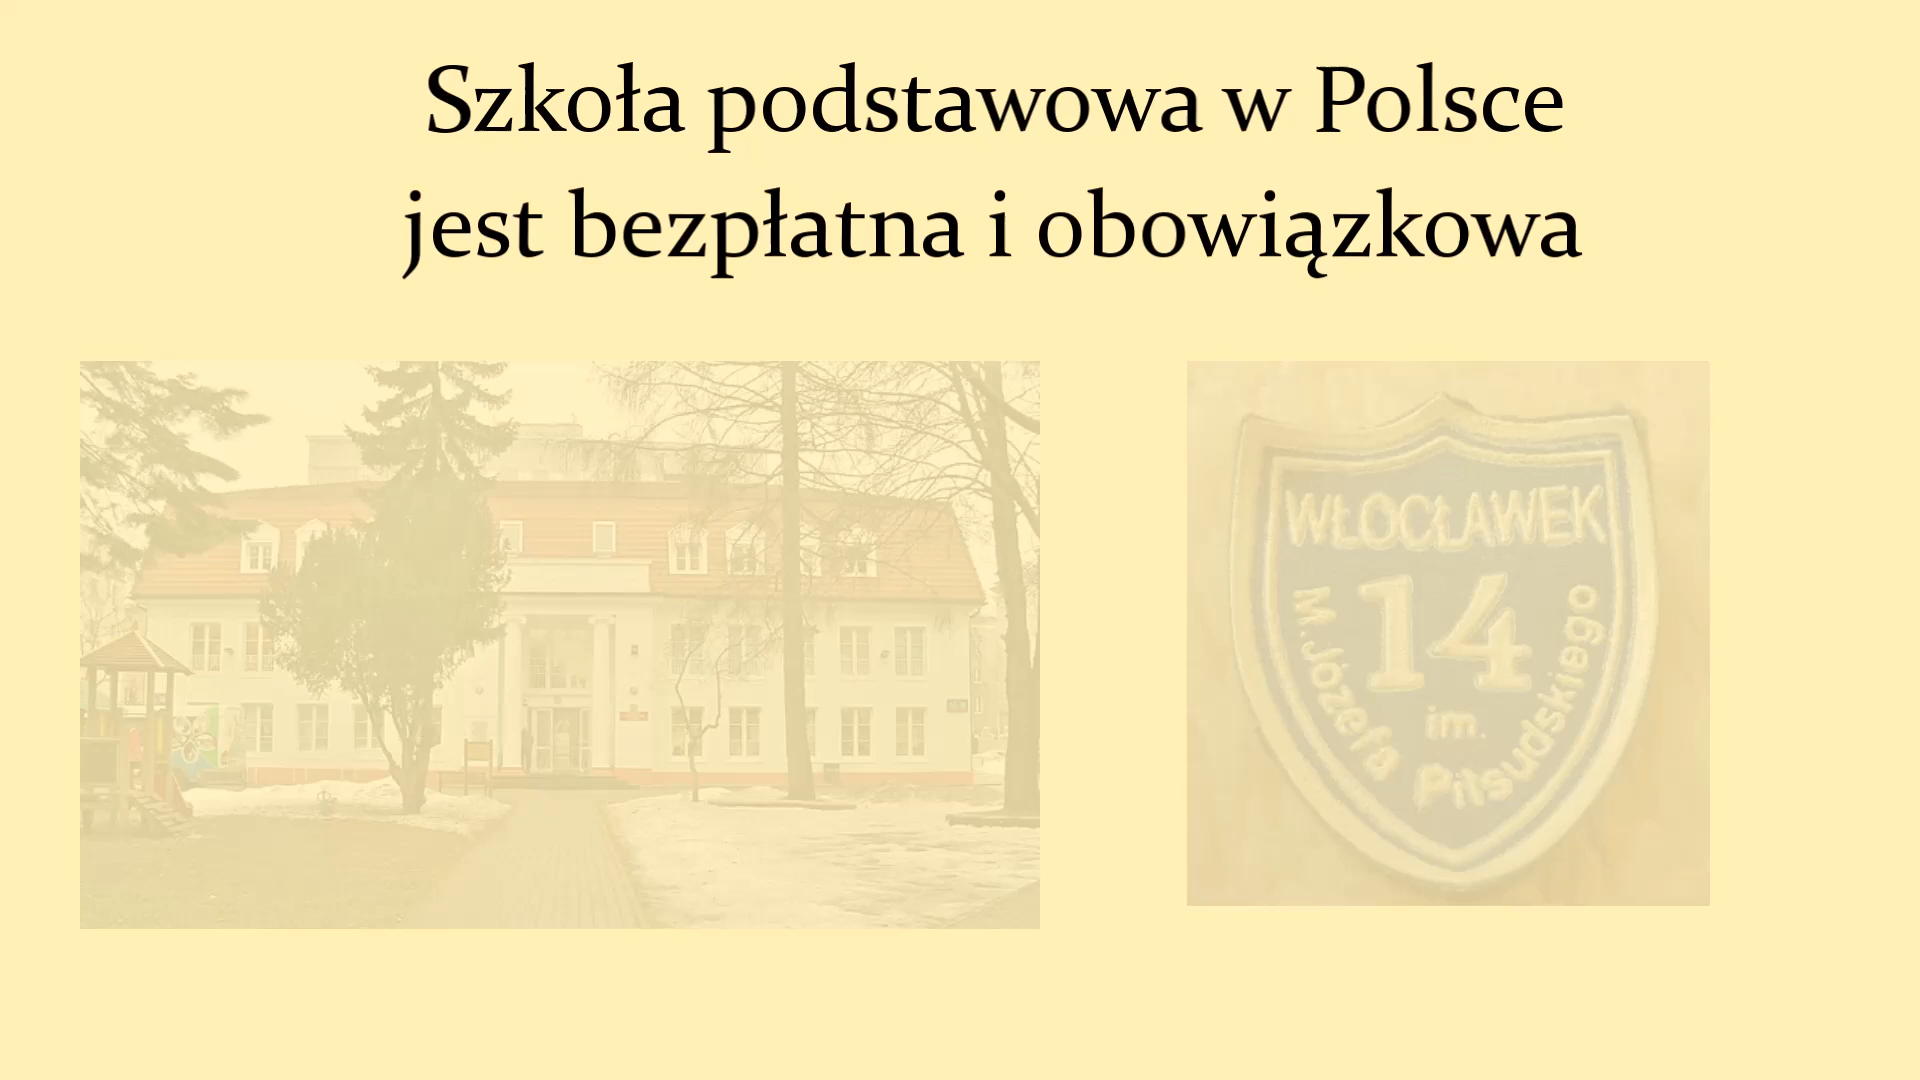 Szkoła podstawowa w Polsce
jest bezpłatna i obowiązkowa
WŁOCŁAWEK
14
im.
M.Józefa Piłsudskiego